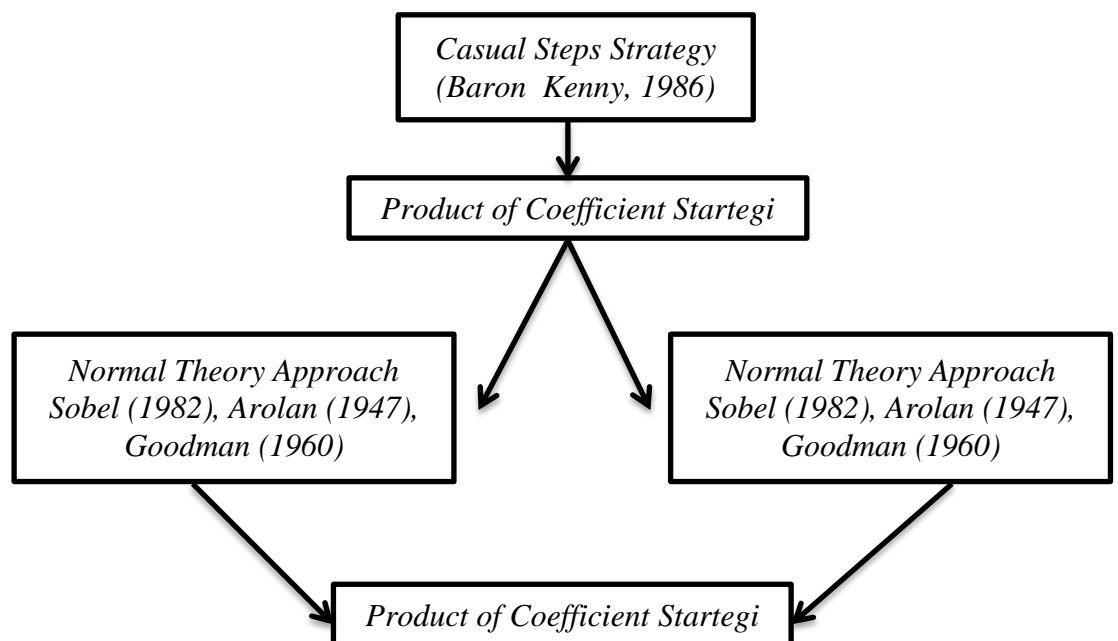 Casual Steps Strategy
(Baron Kenny, 1986)
Product of Coefficient Startegi
Normal Theory Approach
Sobel (1982), Arolan (1947),
Goodman (1960)
Normal Theory Approach
Sobel (1982), Arolan (1947),
Goodman (1960)
Product of Coefficient Startegi